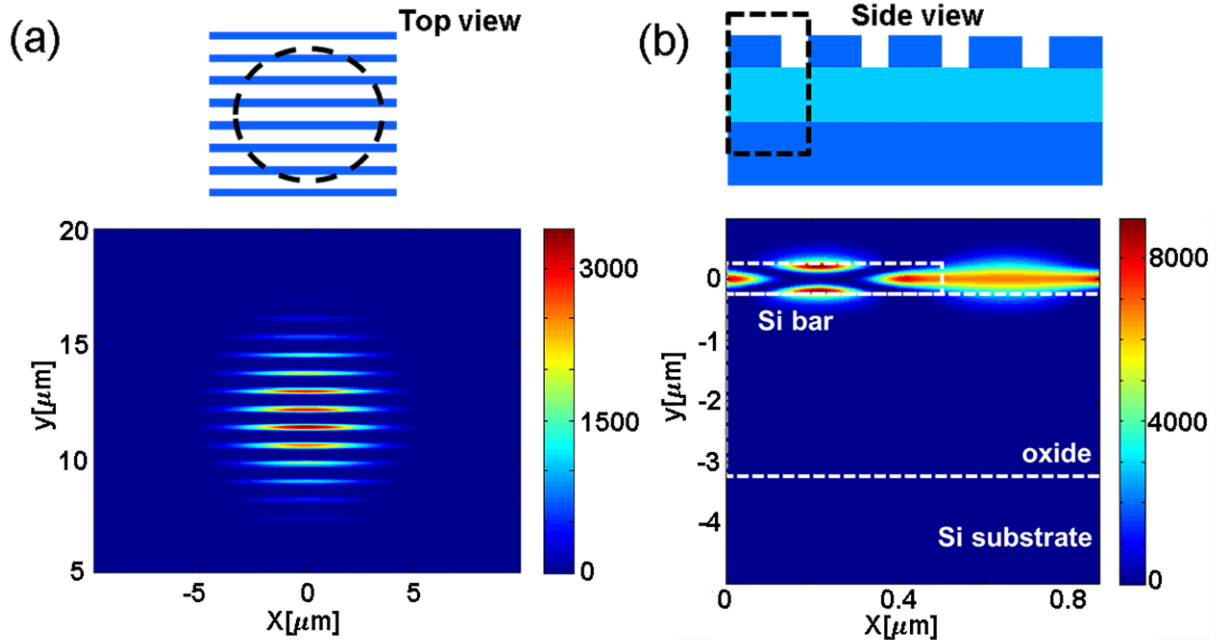 (a)
Top view
20
15
10
5
y[μm]
-5
0
5
X[μm]
3000
1500
0
(b)
Side view
0
-1
-2
-3
-4
y[μm]
Si bar
oxide
Si substrate
0
0.4
0.8
X[μm]
8000
4000
0